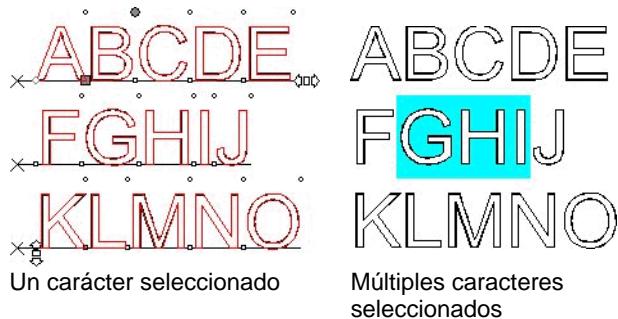 ABCDE
FGHIJ
KLMNO
Un carácter seleccionado
ABCDE
FGHIJ
KLMNO
Múltiples caracteres
seleccionados